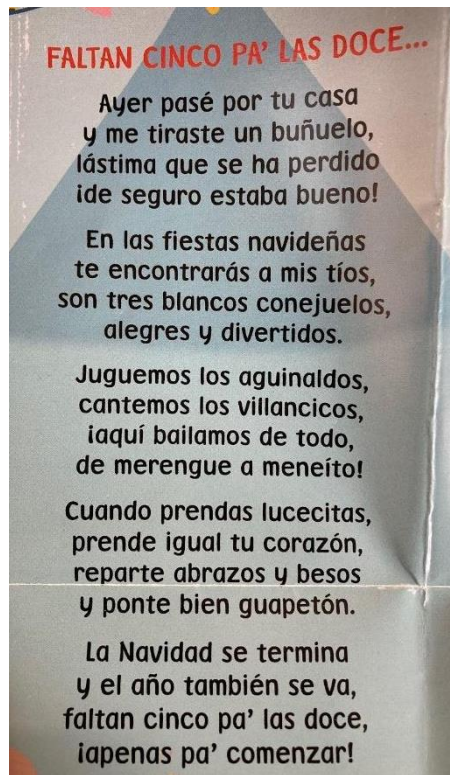 FALTAN CINCO PA' LAS DOCE...
Ayer pasé por tu casa
y me tiraste un buñuelo,
lástima que se ha perdido
¡de seguro estaba bueno!
En las fiestas navideñas
te encontrarás a mis tíos,
son tres blancos conejuelos,
alegres y divertidos.
Juguemos los aguinaldos,
cantemos los villancicos,
¡aquí bailamos de todo,
de merengue a meneíto!
Cuando prendas lucecitas,
prende igual tu corazón,
reparte abrazos y besos
y ponte bien guapetón.
La Navidad se termina
y el año también se va,
faltan cinco pa' las doce,
¡apenas pa' comenzar!